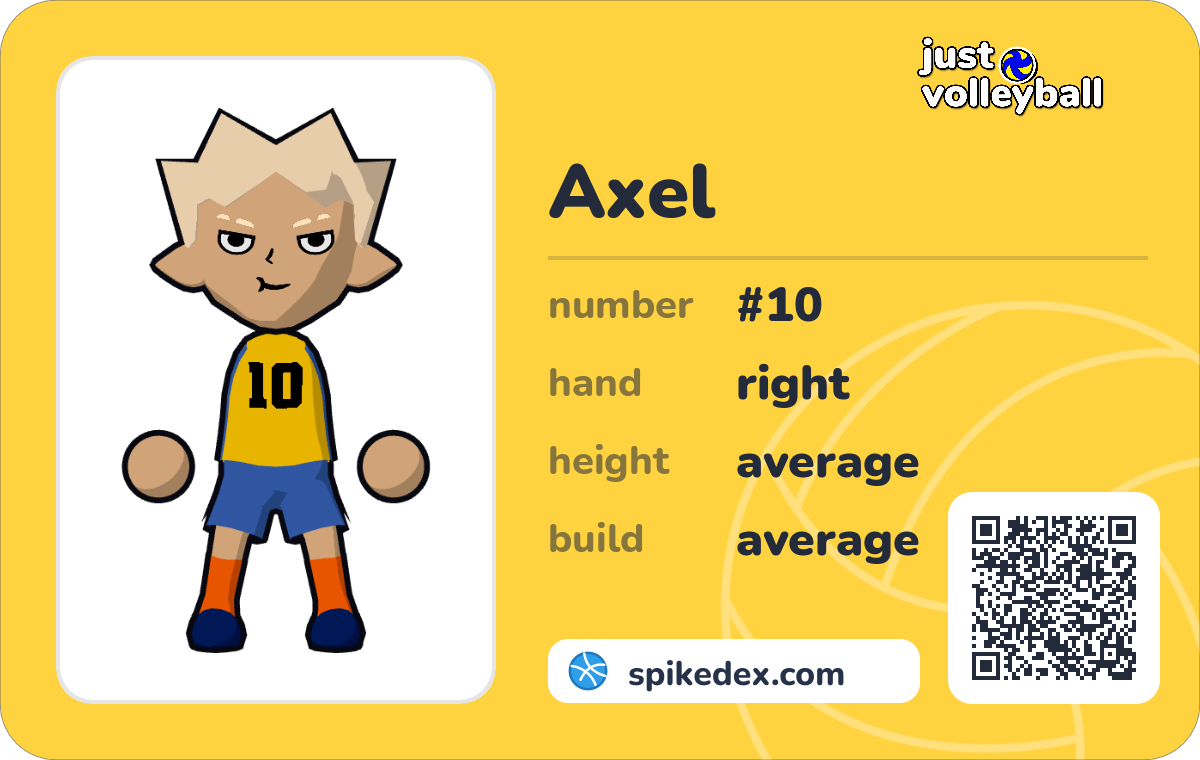 just
volleyball
Axel
number #10
hand right
height average
build average
10
spikedex.com